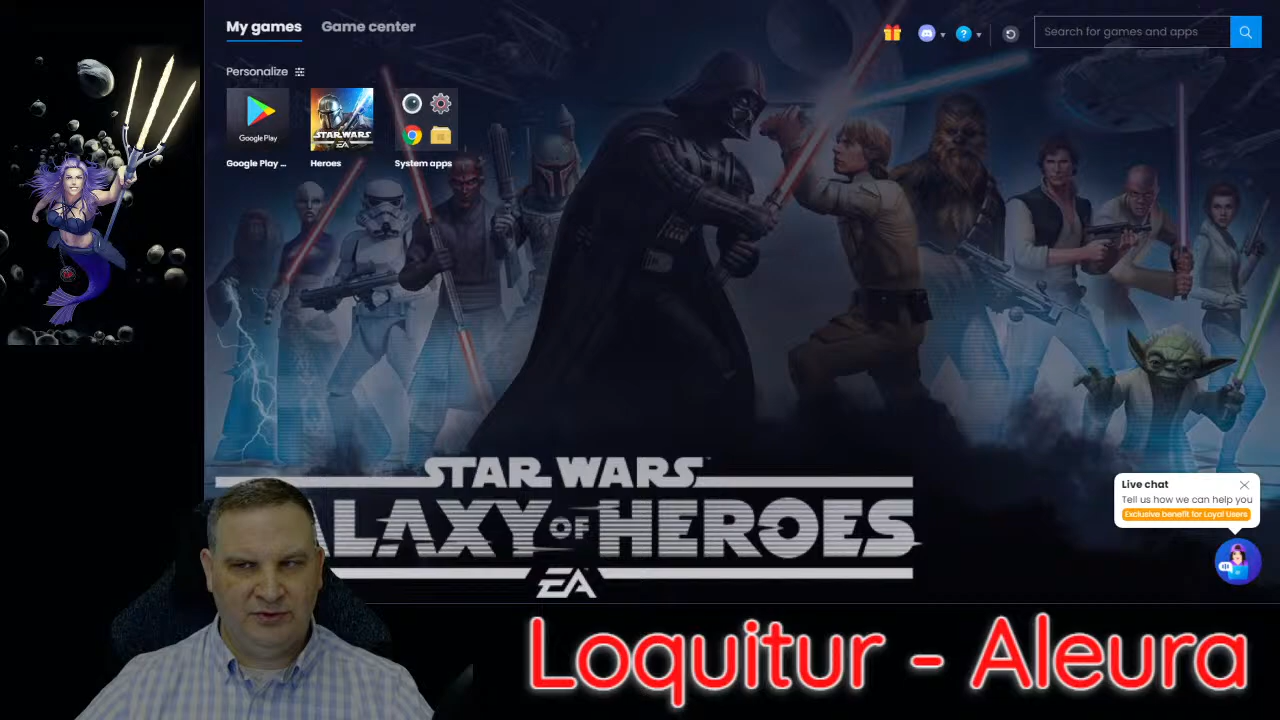 My games Game center
Search for games and apps
Personalize
Google Play
STAR WARS
EA
Google Play ... Heroes System apps
STAR WARS
GALAXY OF HEROES
EA
Live chat
Tell us how we can help you
Exclusive benefit for Loyal Users
Loquitur - Aleura